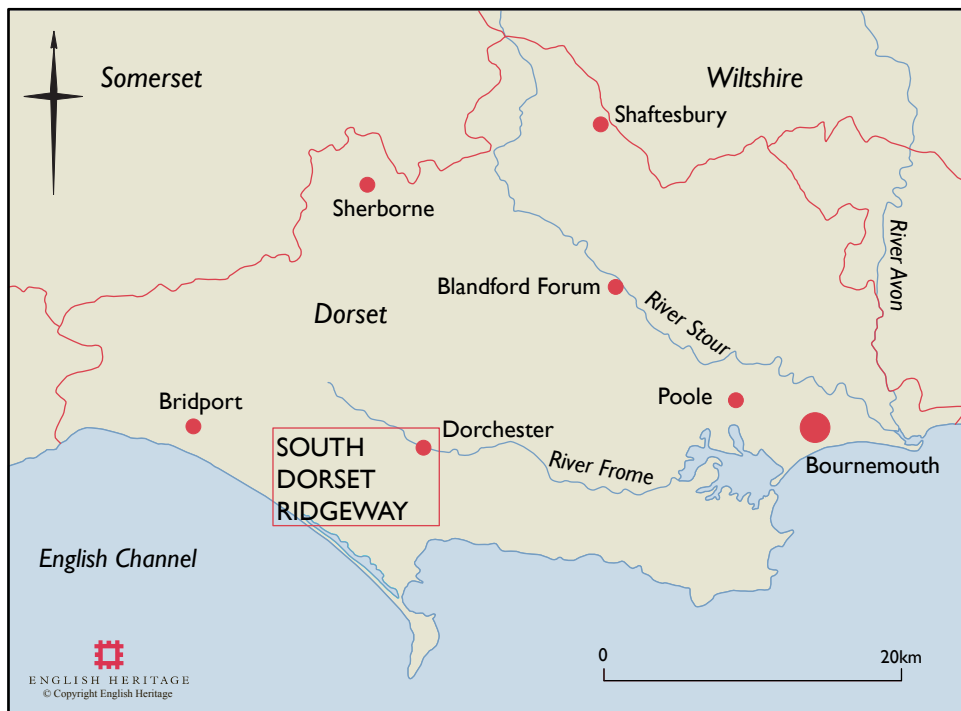 Somerset
Wiltshire
Shaftesbury
Sherborne
River Avon
Blandford Forum
River Stour
Dorset
Bridport
Poole
Dorchester
SOUTH
DORSET
RIDGEWAY
River Frome
Bournemouth
English Channel
0
20km
ENGLISH HERITAGE
© Copyright English Heritage